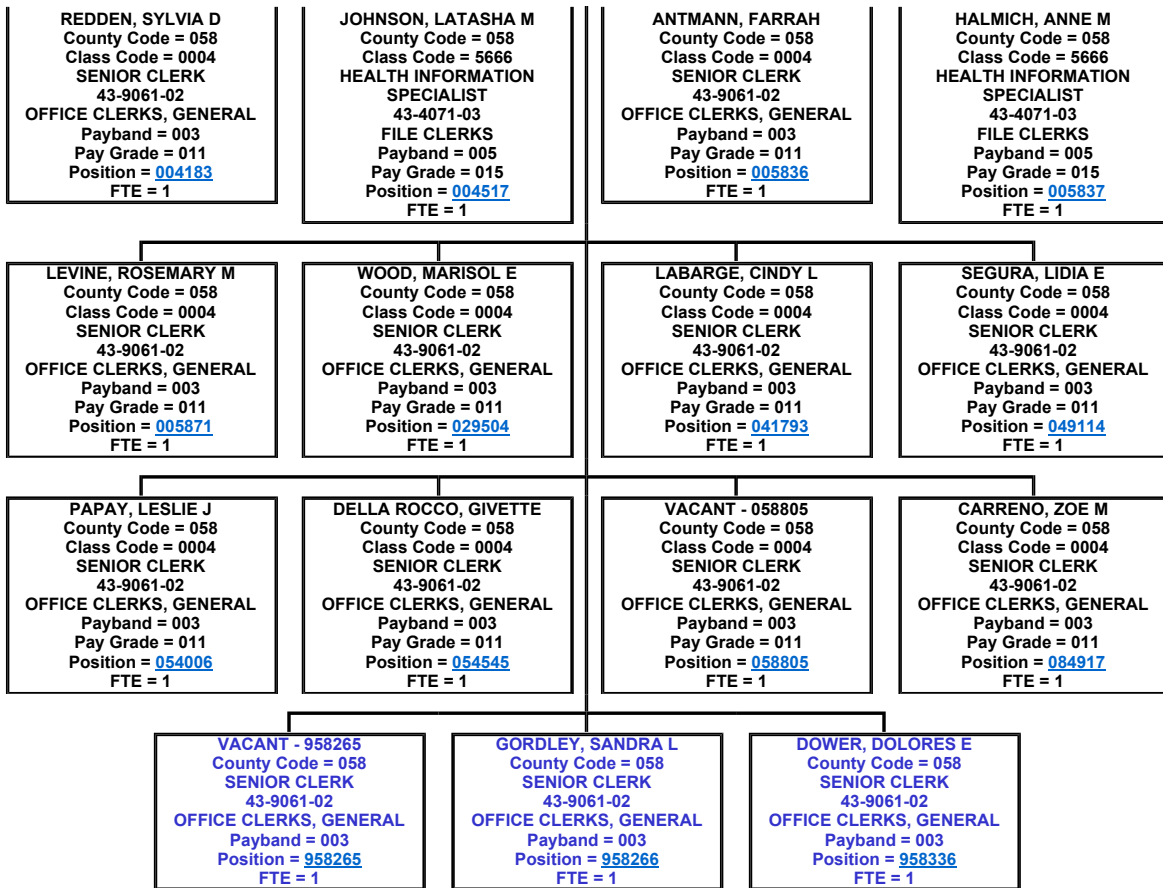 REDDEN, SYLVIA D
County Code = 058
Class Code = 0004
SENIOR CLERK
43-9061-02
OFFICE CLERKS, GENERAL
Payband = 003
Pay Grade = 011
Position = 004183
FTE = 1
JOHNSON, LATASHA M
County Code = 058
Class Code = 5666
HEALTH INFORMATION
SPECIALIST
43-4071-03
FILE CLERKS
Payband = 005
Pay Grade = 015
Position = 004517
FTE = 1
ANTMANN, FARRAH
County Code = 058
Class Code = 0004
SENIOR CLERK
43-9061-02
OFFICE CLERKS, GENERAL
Payband = 003
Pay Grade = 011
Position = 005836
FTE = 1
HALMICH, ANNE M
County Code = 058
Class Code = 5666
HEALTH INFORMATION
SPECIALIST
43-4071-03
FILE CLERKS
Payband = 005
Pay Grade = 015
Position = 005837
FTE = 1
LEVINE, ROSEMARY M
County Code = 058
Class Code = 0004
SENIOR CLERK
43-9061-02
OFFICE CLERKS, GENERAL
Payband = 003
Pay Grade = 011
Position = 005871
FTE = 1
WOOD, MARISOL E
County Code = 058
Class Code = 0004
SENIOR CLERK
43-9061-02
OFFICE CLERKS, GENERAL
Payband = 003
Pay Grade = 011
Position = 029504
FTE = 1
LABARGE, CINDY L
County Code = 058
Class Code = 0004
SENIOR CLERK
43-9061-02
OFFICE CLERKS, GENERAL
Payband = 003
Pay Grade = 011
Position = 041793
FTE = 1
SEGURA, LIDIA E
County Code = 058
Class Code = 0004
SENIOR CLERK
43-9061-02
OFFICE CLERKS, GENERAL
Payband = 003
Pay Grade = 011
Position = 049114
FTE = 1
PAPAY, LESLIE J
County Code = 058
Class Code = 0004
SENIOR CLERK
43-9061-02
OFFICE CLERKS, GENERAL
Payband = 003
Pay Grade = 011
Position = 054006
FTE = 1
DELLA ROCCO, GIVETTE
County Code = 058
Class Code = 0004
SENIOR CLERK
43-9061-02
OFFICE CLERKS, GENERAL
Payband = 003
Pay Grade = 011
Position = 054545
FTE = 1
VACANT - 058805
County Code = 058
Class Code = 0004
SENIOR CLERK
43-9061-02
OFFICE CLERKS, GENERAL
Payband = 003
Pay Grade = 011
Position = 058805
FTE = 1
CARRENO, ZOE M
County Code = 058
Class Code = 0004
SENIOR CLERK
43-9061-02
OFFICE CLERKS, GENERAL
Payband = 003
Pay Grade = 011
Position = 084917
FTE = 1
VACANT - 958265
County Code = 058
SENIOR CLERK
43-9061-02
OFFICE CLERKS, GENERAL
Payband = 003
Position = 958265
FTE = 1
GORDLEY, SANDRA L
County Code = 058
SENIOR CLERK
43-9061-02
OFFICE CLERKS, GENERAL
Payband = 003
Position = 958266
FTE = 1
DOWER, DOLORES E
County Code = 058
SENIOR CLERK
43-9061-02
OFFICE CLERKS, GENERAL
Payband = 003
Position = 958336
FTE = 1